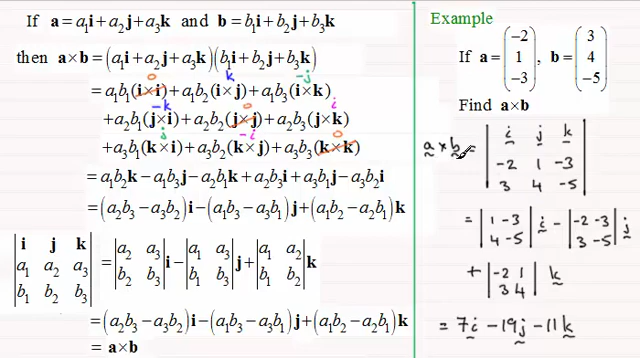 If a = a₁i+a₂j+a₃k and b = b₁i+b₂j+b₃k
then a×b = (a₁i+a₂j+a₃k)(b₁i+b₂j+b₃k)
0 k -j
= a₁b₁(i×i)+a₁b₂(i×j)+a₁b₃(i×k)
-k 0 i
+a₂b₁(j×i)+a₂b₂(j×j)+a₂b₃(j×k)
j -i 0
+a₃b₁(k×i)+a₃b₂(k×j)+a₃b₃(k×k)
= a₁b₂k−a₁b₃j−a₂b₁k+a₂b₃i+a₃b₁j−a₃b₂i
= (a₂b₃−a₃b₂)i−(a₁b₃−a₃b₁)j+(a₁b₂−a₂b₁)k
|i j k|
|a₁ a₂ a₃| = |a₂ a₃| i − |a₁ a₃| j + |a₁ a₂| k
|b₁ b₂ b₃| |b₂ b₃| |b₁ b₃| |b₁ b₂|
= (a₂b₃−a₃b₂)i−(a₁b₃−a₃b₁)j+(a₁b₂−a₂b₁)k
= a×b
Example
(−2) (3)
If a = (1), b = (4)
(−3) (−5)
Find a×b
|i j k|
a × b = |-2 1 -3|
|3 4 -5|
= |1 -3| i − |-2 -3| j
|4 -5| |3 -5|
+ |-2 1| k
|3 4|
= 7i −19j −11k